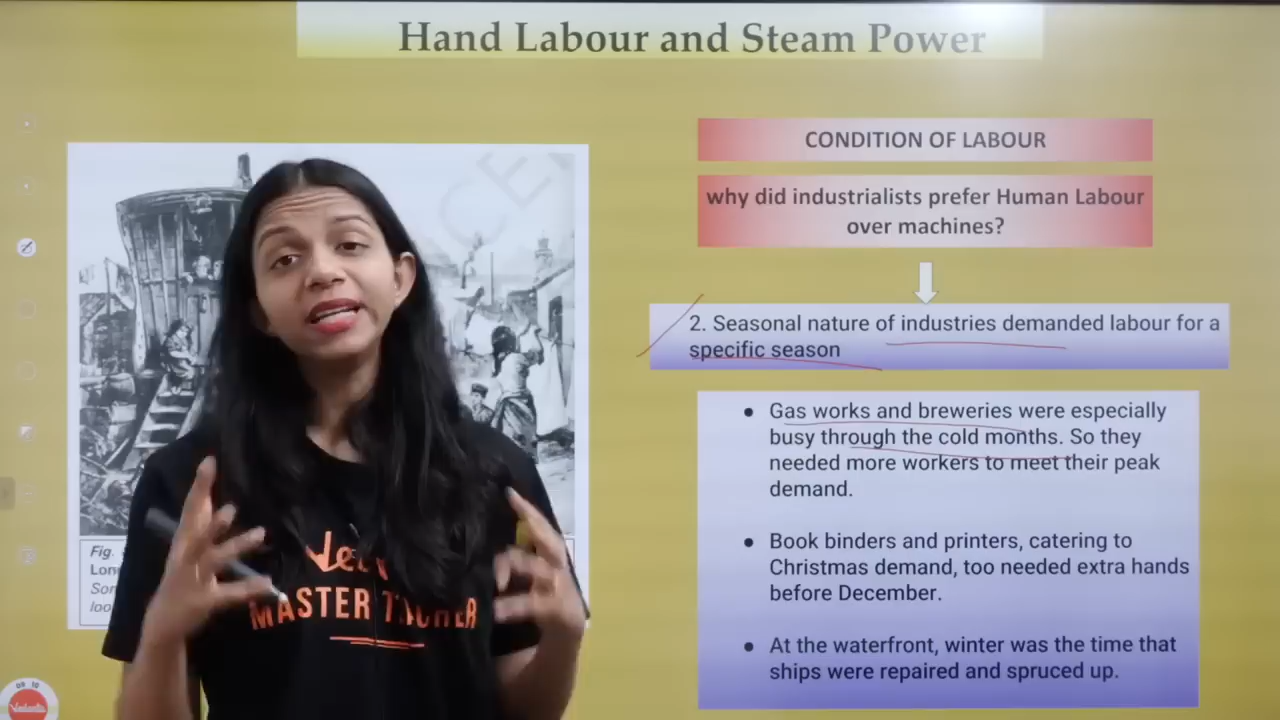 Hand Labour and Steam Power
CONDITION OF LABOUR
why did industrialists prefer Human Labour
over machines?
2. Seasonal nature of industries demanded labour for a
specific season
• Gas works and breweries were especially
busy through the cold months. So they
needed more workers to meet their peak
demand.
• Book binders and printers, catering to
Christmas demand, too needed extra hands
before December.
• At the waterfront, winter was the time that
ships were repaired and spruced up.
Fig.
MASTER
Vedantu